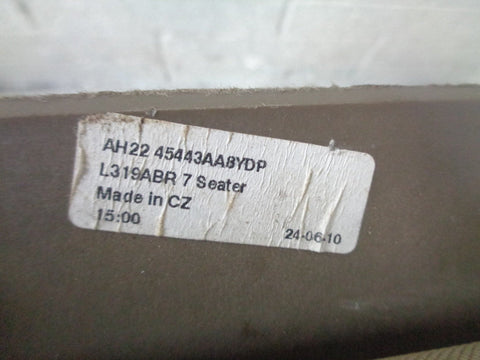 AH22 45443AA8YDP
L319ABR 7 Seater
Made in CZ
15:00
24-06-10